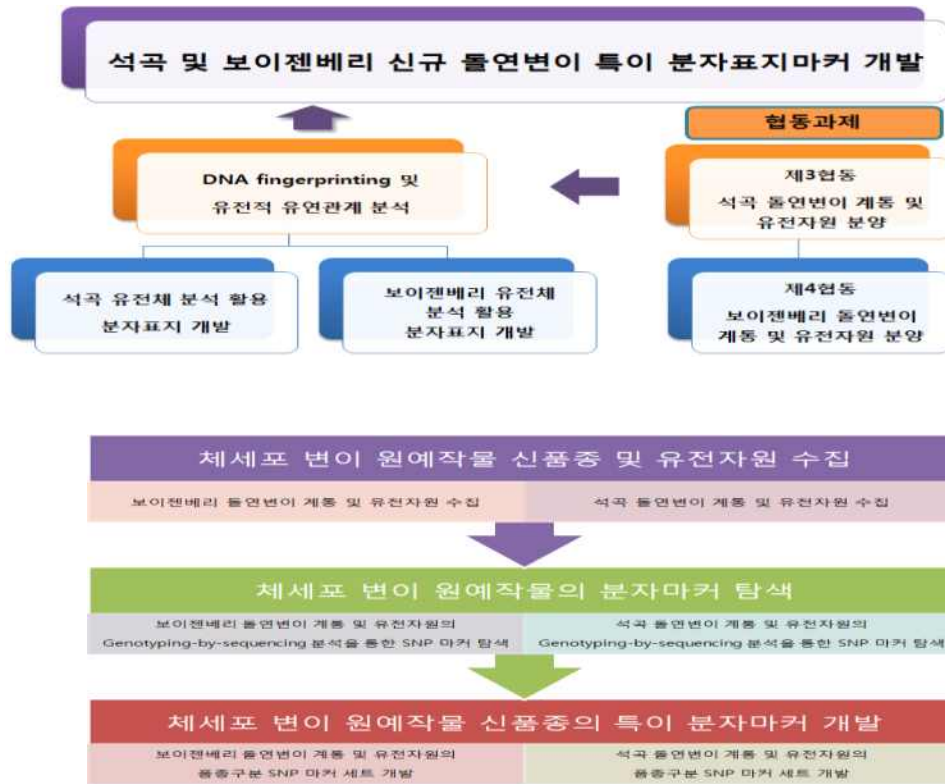 석곡 및 보이젠베리 신규 돌연변이 특이 분자표지마커 개발
협동과제
DNA fingerprinting 및
유전적 유연관계 분석
제3협동
석곡 돌연변이 계통 및
유전자원 분양
석곡 유전체 분석 활용
분자표지 개발
보이젠베리 유전체
분석 활용
분자표지 개발
제4협동
보이젠베리 돌연변이
계통 및 유전자원 분양
체세포 변이 원예작물 신품종 및 유전자원 수집
보이젠베리 돌연변이 계통 및 유전자원 수집
석곡 돌연변이 계통 및 유전자원 수집
체세포 변이 원예작물의 분자마커 탐색
보이젠베리 돌연변이 계통 및 유전자원의
Genotyping-by-sequencing 분석을 통한 SNP 마커 탐색
석곡 돌연변이 계통 및 유전자원의
Genotyping-by-sequencing 분석을 통한 SNP 마커 탐색
체세포 변이 원예작물 신품종의 특이 분자마커 개발
보이젠베리 돌연변이 계통 및 유전자원의
품종구분 SNP 마커 세트 개발
석곡 돌연변이 계통 및 유전자원의
품종구분 SNP 마커 세트 개발